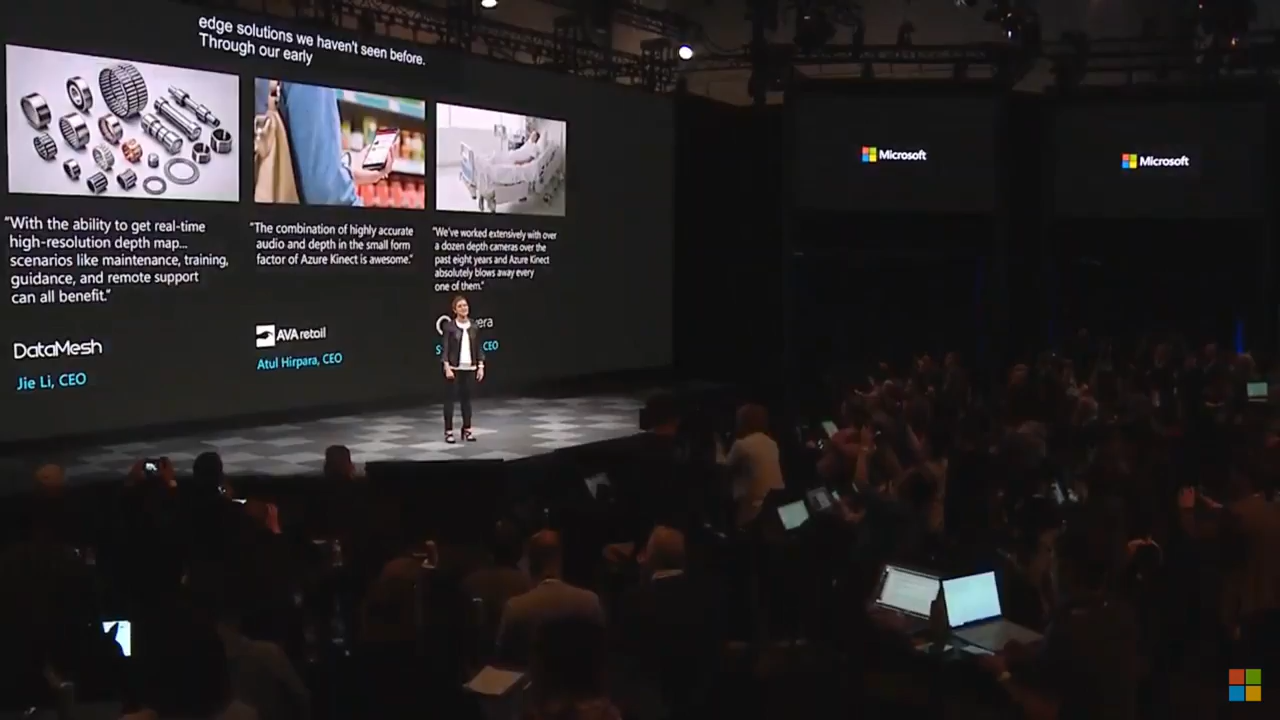 edge solutions we haven't seen before.
Through our early
"With the ability to get real-time
high-resolution depth map...
scenarios like maintenance, training,
guidance, and remote support
can all benefit."
DataMesh
Jie Li, CEO
"The combination of highly accurate
audio and depth in the small form
factor of Azure Kinect is awesome."
AVA retail
Atul Hirpara, CEO
"We've worked extensively with over
a dozen depth cameras over the
past eight years and Azure Kinect
absolutely blows away every
one of them."
CEO
Microsoft
Microsoft